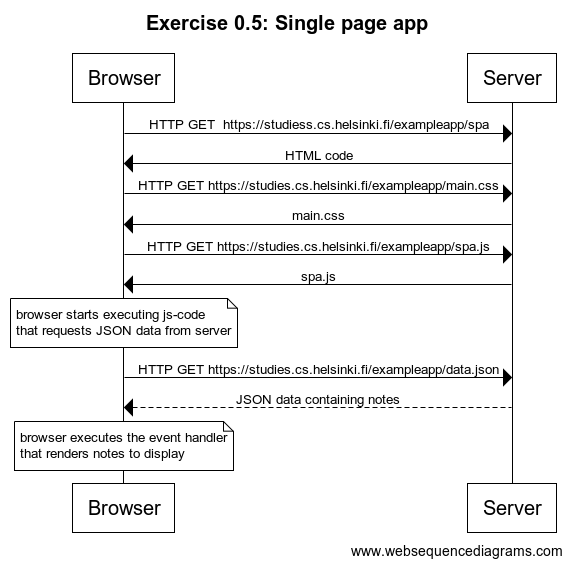 Exercise 0.5: Single page app
Browser
Server
HTTP GET  https://studiess.cs.helsinki.fi/exampleapp/spa
HTML code
HTTP GET https://studies.cs.helsinki.fi/exampleapp/main.css
main.css
HTTP GET https://studies.cs.helsinki.fi/exampleapp/spa.js
spa.js
browser starts executing js-code
that requests JSON data from server
HTTP GET https://studies.cs.helsinki.fi/exampleapp/data.json
JSON data containing notes
browser executes the event handler
that renders notes to display
Browser
Server
www.websequencediagrams.com